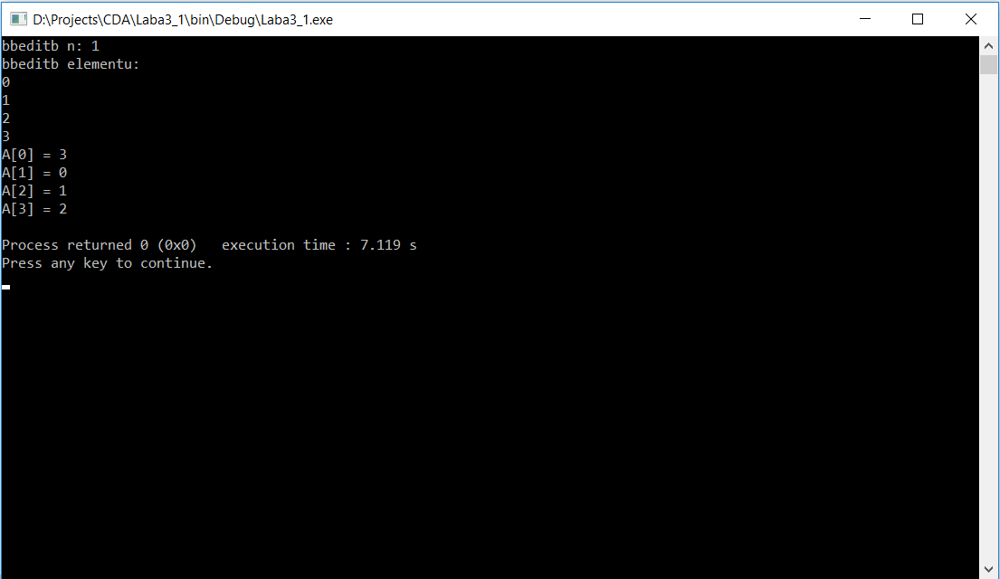 D:\Projects\CDA\Laba3_1\bin\Debug\Laba3_1.exe
bbeditb n: 1
bbeditb elementu:
0
1
2
3
A[0] = 3
A[1] = 0
A[2] = 1
A[3] = 2
Process returned 0 (0x0)   execution time : 7.119 s
Press any key to continue.